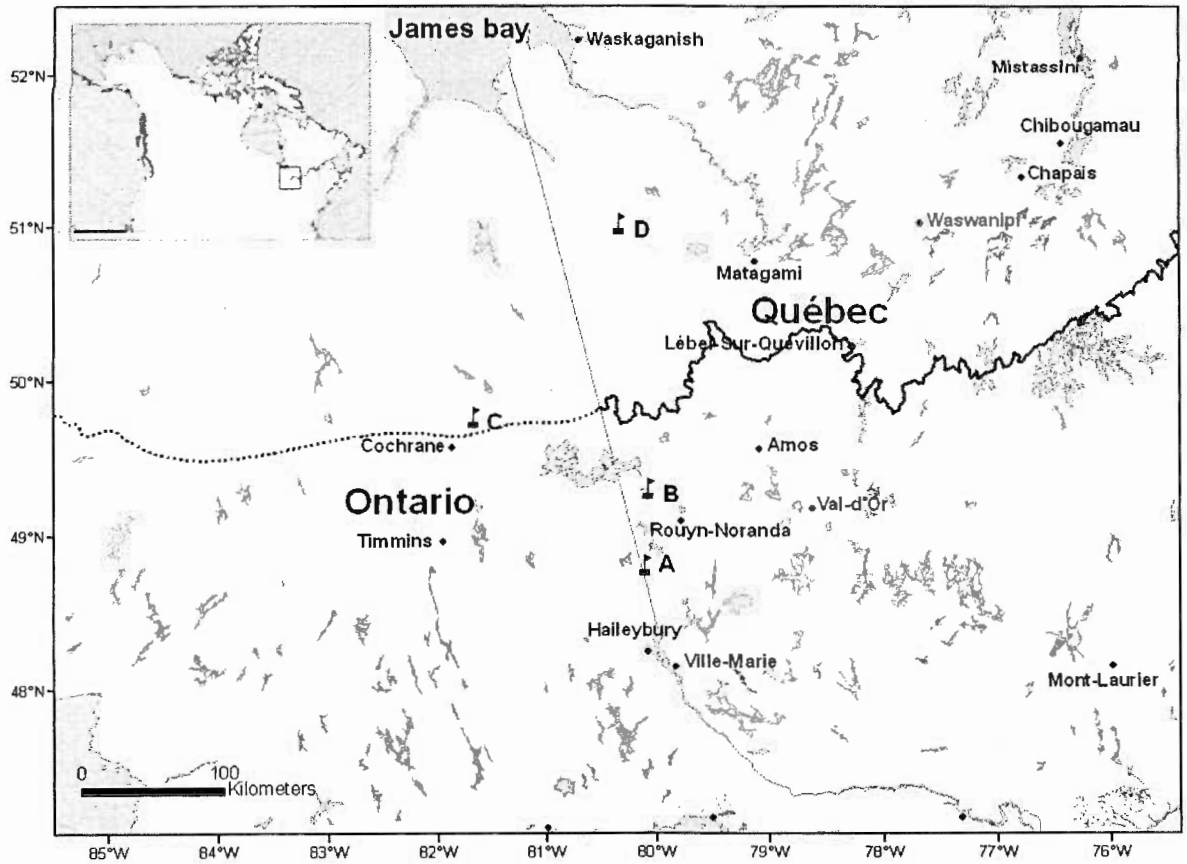 James bay
Waskaganish
52°N
Mistassini
Chibougamau
Chapais
51°N
D
Waswanipi
Matagami
Québec
Lébel-Sur-Quévillon
50°N
C
Cochrane
Amos
Ontario
B
Val-d'Or
Rouyn-Noranda
49°N
Timmins
A
Haileybury
Ville-Marie
48°N
Mont-Laurier
0 100
Kilometers
85°W 84°W 83°W 82°W 81°W 80°W 79°W 78°W 77°W 76°W